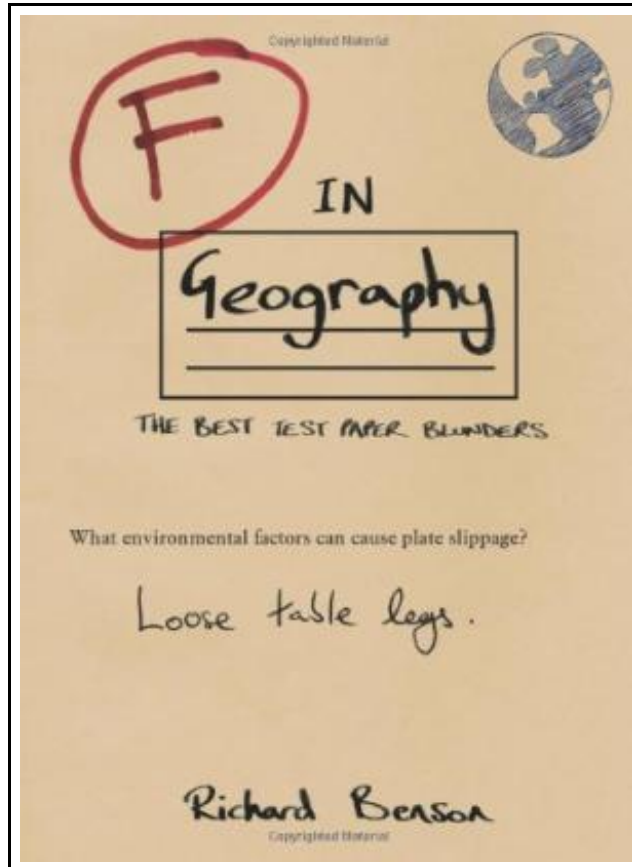 Copyrighted Material
F
IN
Geography
THE BEST TEST PAPER BLUNDERS
What environmental factors can cause plate slippage?
Loose table legs.
Richard Benson
Copyrighted Material